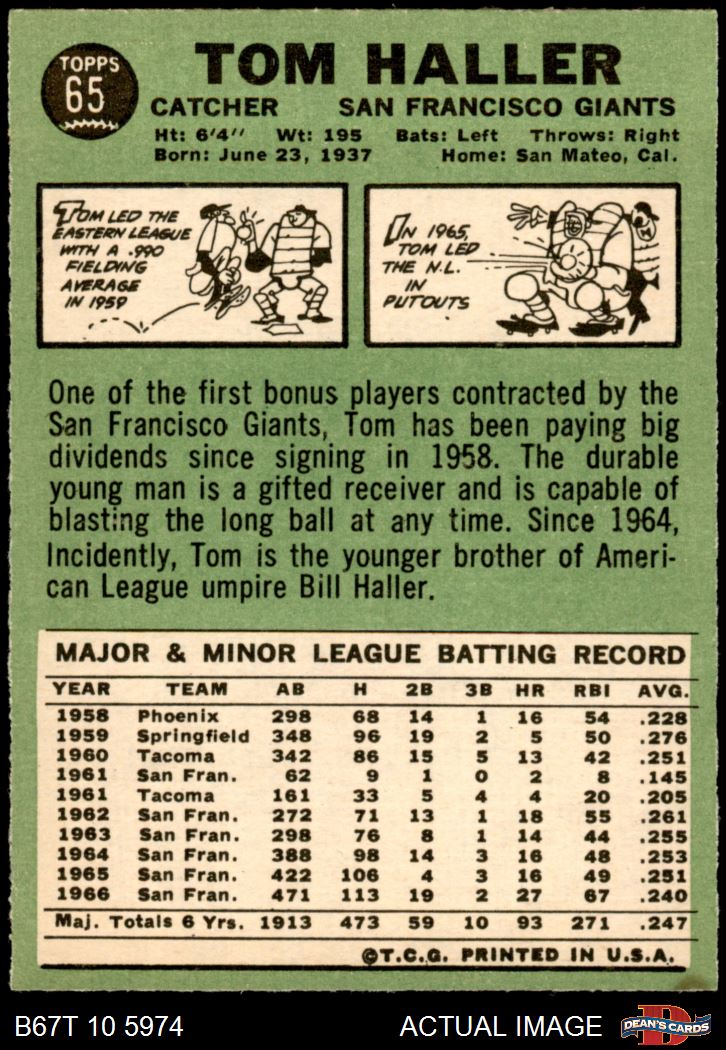 TOPPS
65
TOM HALLER
CATCHER SAN FRANCISCO GIANTS
Ht: 6'4" Wt: 195 Bats: Left Throws: Right
Born: June 23, 1937 Home: San Mateo, Cal.
TOM LED THE
EASTERN LEAGUE
WITH A .990
FIELDING
AVERAGE
IN 1959
IN 1965,
TOM LED
THE N.L.
IN
PUTOUTS
One of the first bonus players contracted by the
San Francisco Giants, Tom has been paying big
dividends since signing in 1958. The durable
young man is a gifted receiver and is capable of
blasting the long ball at any time. Since 1964,
Incidently, Tom is the younger brother of Ameri-
can League umpire Bill Haller.
MAJOR & MINOR LEAGUE BATTING RECORD
YEAR TEAM AB H 2B 3B HR RBI AVG.
1958 Phoenix 298 68 14 1 16 54 .228
1959 Springfield 348 96 19 2 5 50 .276
1960 Tacoma 342 86 15 5 13 42 .251
1961 San Fran. 62 9 1 0 2 8 .145
1961 Tacoma 161 33 5 4 4 20 .205
1962 San Fran. 272 71 13 1 18 55 .261
1963 San Fran. 298 76 8 1 14 44 .255
1964 San Fran. 388 98 14 3 16 48 .253
1965 San Fran. 422 106 4 3 16 49 .251
1966 San Fran. 471 113 19 2 27 67 .240
Maj. Totals 6 Yrs. 1913 473 59 10 93 271 .247
©T.C.G. PRINTED IN U.S.A.
B67T 10 5974 ACTUAL IMAGE
D
DEAN'S CARDS